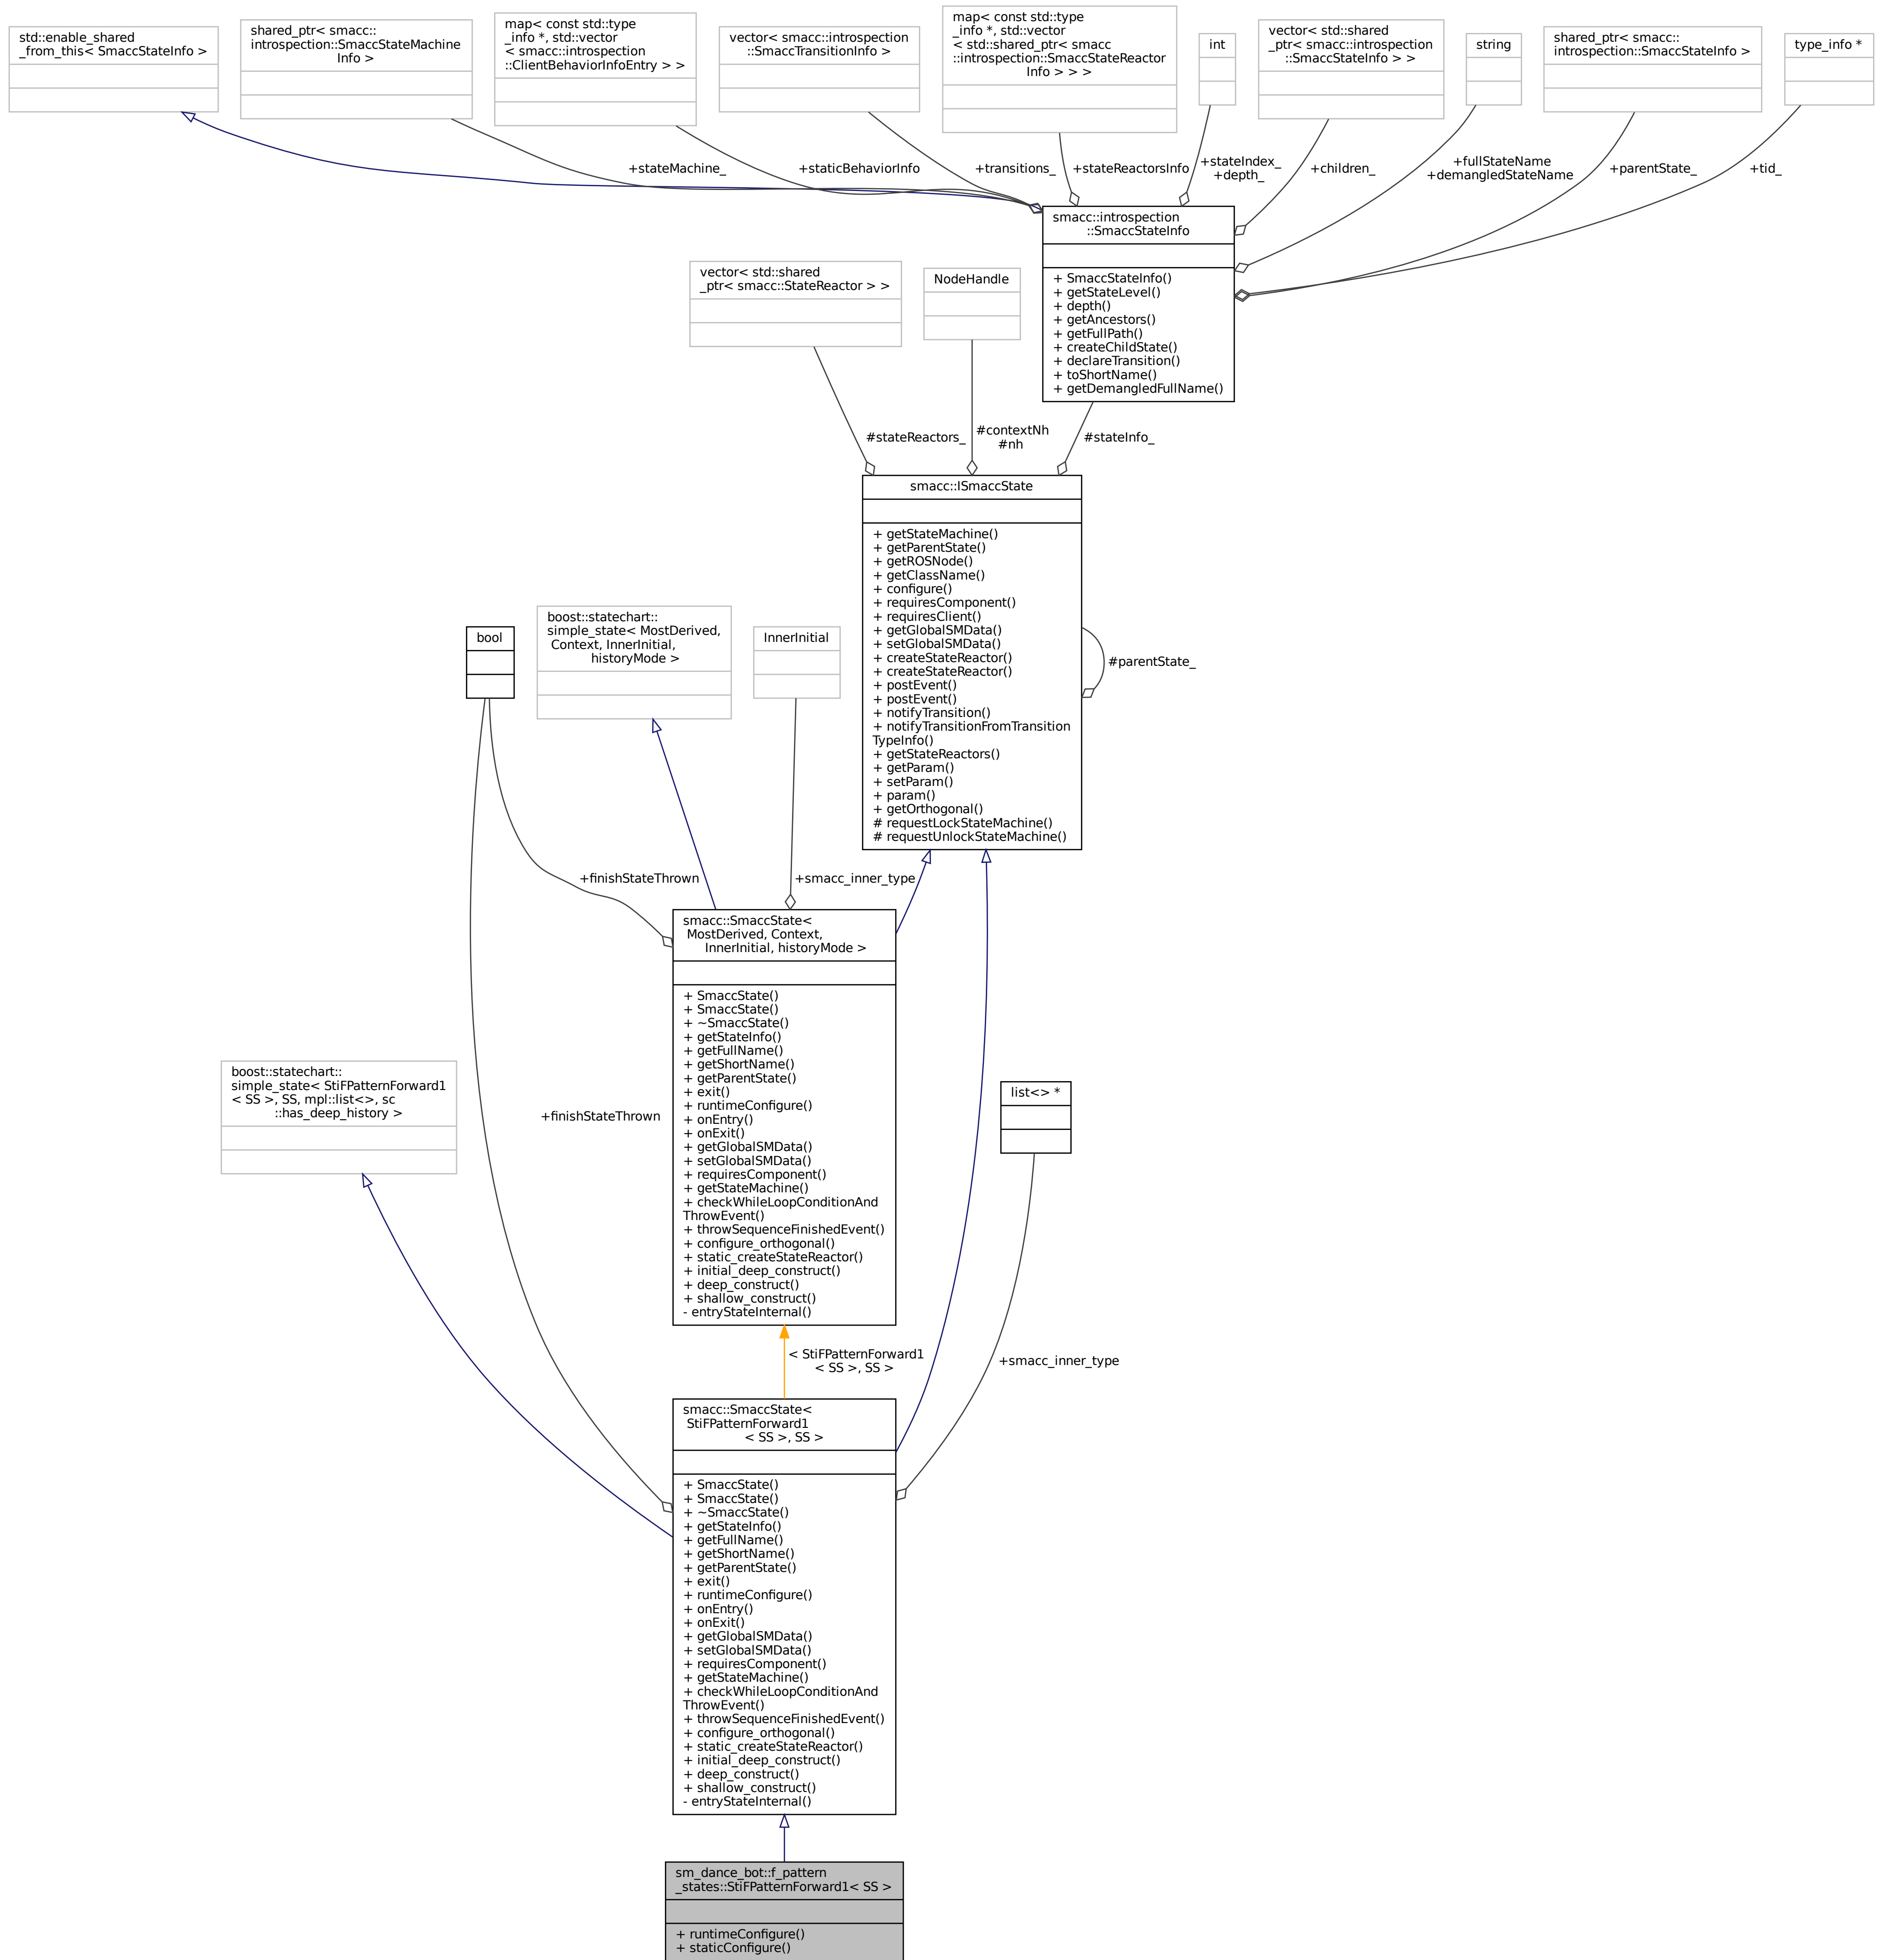 std::enable_shared
_from_this< SmaccStateInfo >
shared_ptr< smacc::
introspection::SmaccStateMachine
Info >
map< const std::type
_info *, std::vector
< smacc::introspection
::ClientBehaviorInfoEntry > >
vector< smacc::introspection
::SmaccTransitionInfo >
map< const std::type
_info *, std::vector
< std::shared_ptr< smacc
::introspection::SmaccStateReactor
Info > > >
int
vector< std::shared
_ptr< smacc::introspection
::SmaccStateInfo > >
string
shared_ptr< smacc::
introspection::SmaccStateInfo >
type_info *
+stateMachine_
+staticBehaviorInfo
+transitions_
+stateReactorsInfo
+stateIndex_
+depth_
+children_
+fullStateName
+demangledStateName
+parentState_
+tid_
smacc::introspection
::SmaccStateInfo
+ SmaccStateInfo()
+ getStateLevel()
+ depth()
+ getAncestors()
+ getFullPath()
+ createChildState()
+ declareTransition()
+ toShortName()
+ getDemangledFullName()
vector< std::shared
_ptr< smacc::StateReactor > >
NodeHandle
#stateReactors_
#contextNh
#nh
#stateInfo_
smacc::ISmaccState
+ getStateMachine()
+ getParentState()
+ getROSNode()
+ getClassName()
+ configure()
+ requiresComponent()
+ requiresClient()
+ getGlobalSMData()
+ setGlobalSMData()
+ createStateReactor()
+ createStateReactor()
+ postEvent()
+ postEvent()
+ notifyTransition()
+ notifyTransitionFromTransition
TypeInfo()
+ getStateReactors()
+ getParam()
+ setParam()
+ param()
+ getOrthogonal()
# requestLockStateMachine()
# requestUnlockStateMachine()
#parentState_
bool
boost::statechart::
simple_state< MostDerived,
Context, InnerInitial,
historyMode >
InnerInitial
+finishStateThrown
+smacc_inner_type
smacc::SmaccState<
MostDerived, Context,
InnerInitial, historyMode >
+ SmaccState()
+ SmaccState()
+ ~SmaccState()
+ getStateInfo()
+ getFullName()
+ getShortName()
+ getParentState()
+ exit()
+ runtimeConfigure()
+ onEntry()
+ onExit()
+ getGlobalSMData()
+ setGlobalSMData()
+ requiresComponent()
+ getStateMachine()
+ checkWhileLoopConditionAnd
ThrowEvent()
+ throwSequenceFinishedEvent()
+ configure_orthogonal()
+ static_createStateReactor()
+ initial_deep_construct()
+ deep_construct()
+ shallow_construct()
- entryStateInternal()
boost::statechart::
simple_state< StiFPatternForward1
< SS >, SS, mpl::list<>, sc
::has_deep_history >
+finishStateThrown
list<> *
< StiFPatternForward1
< SS >, SS >
+smacc_inner_type
smacc::SmaccState<
StiFPatternForward1
< SS >, SS >
+ SmaccState()
+ SmaccState()
+ ~SmaccState()
+ getStateInfo()
+ getFullName()
+ getShortName()
+ getParentState()
+ exit()
+ runtimeConfigure()
+ onEntry()
+ onExit()
+ getGlobalSMData()
+ setGlobalSMData()
+ requiresComponent()
+ getStateMachine()
+ checkWhileLoopConditionAnd
ThrowEvent()
+ throwSequenceFinishedEvent()
+ configure_orthogonal()
+ static_createStateReactor()
+ initial_deep_construct()
+ deep_construct()
+ shallow_construct()
- entryStateInternal()
sm_dance_bot::f_pattern
_states::StiFPatternForward1< SS >
+ runtimeConfigure()
+ staticConfigure()